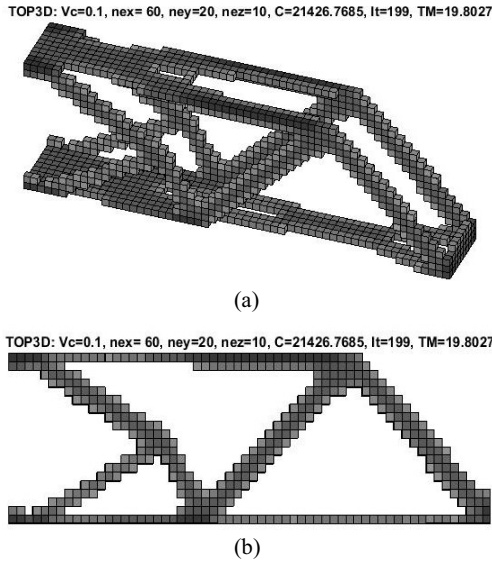 TOP3D: Vc=0.1, nex= 60, ney=20, nez=10, C=21426.7685, It=199, TM=19.8027
(a)
TOP3D: Vc=0.1, nex= 60, ney=20, nez=10, C=21426.7685, It=199, TM=19.8027
(b)